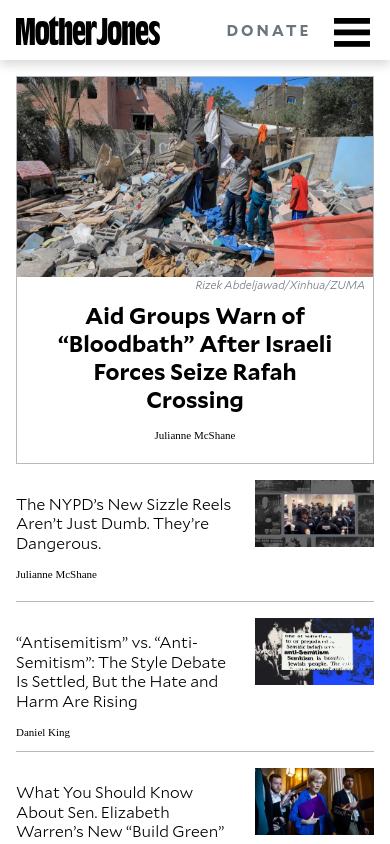 Mother Jones
DONATE
Rizek Abdeljawad/Xinhua/ZUMA
Aid Groups Warn of
“Bloodbath” After Israeli
Forces Seize Rafah
Crossing
Julianne McShane
The NYPD’s New Sizzle Reels
Aren’t Just Dumb. They’re
Dangerous.
Julianne McShane
“Antisemitism” vs. “Anti-
Semitism”: The Style Debate
Is Settled, But the Hate and
Harm Are Rising
Daniel King
anti-Semitism
What You Should Know
About Sen. Elizabeth
Warren’s New “Build Green”